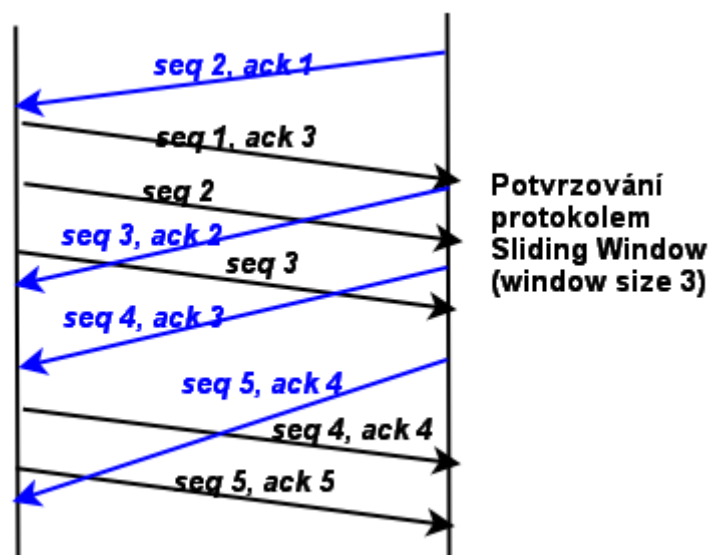 seq 2, ack 1
seq 1, ack 3
seq 2
seq 3, ack 2
seq 3
seq 4, ack 3
seq 5, ack 4
seq 4, ack 4
seq 5, ack 5
Potvrzování
protokolem
Sliding Window
(window size 3)